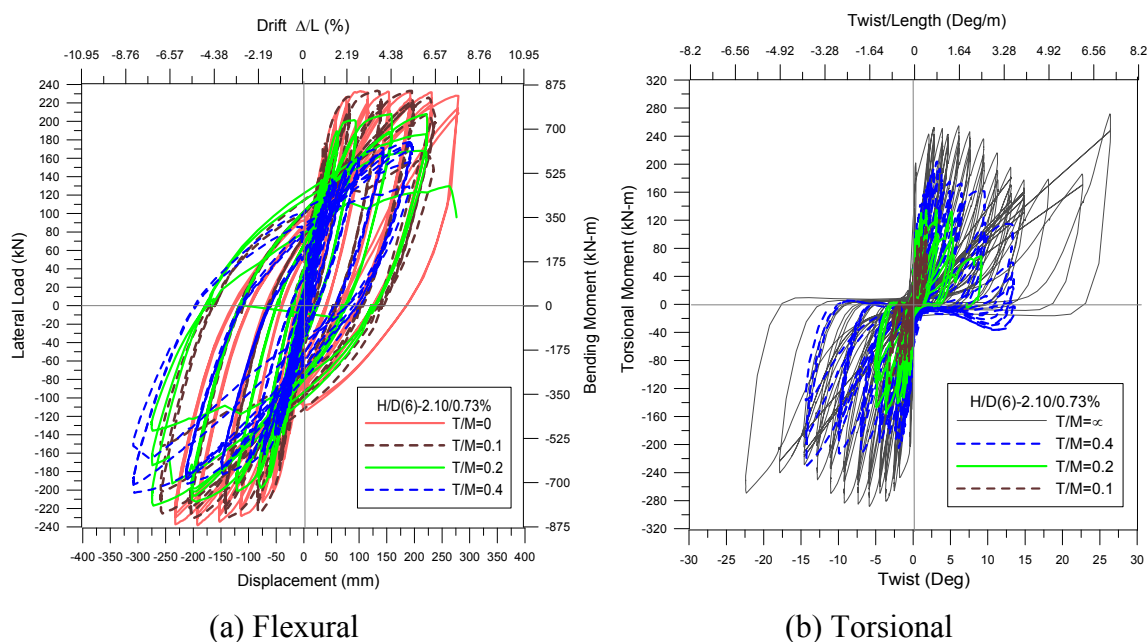 Drift Δ/L (%)
-10.95 -8.76 -6.57 -4.38 -2.19 0 2.19 4.38 6.57 8.76 10.95
240
220
200
180
160
140
120
100
80
60
40
20
0
-20
-40
-60
-80
-100
-120
-140
-160
-180
-200
-220
-240
Lateral Load (kN)
875
700
525
350
175
0
-175
-350
-525
-700
-875
Bending Moment (kN-m)
H/D(6)-2.10/0.73%
T/M=0
T/M=0.1
T/M=0.2
T/M=0.4
-400 -350 -300 -250 -200 -150 -100 -50 0 50 100 150 200 250 300 350 400
Displacement (mm)
(a) Flexural
Twist/Length (Deg/m)
-8.2 -6.56 -4.92 -3.28 -1.64 0 1.64 3.28 4.92 6.56 8.2
320
280
240
200
160
120
80
40
0
-40
-80
-120
-160
-200
-240
-280
-320
Torsional Moment (kN-m)
H/D(6)-2.10/0.73%
T/M=∞
T/M=0.4
T/M=0.2
T/M=0.1
-30 -25 -20 -15 -10 -5 0 5 10 15 20 25 30
Twist (Deg)
(b) Torsional